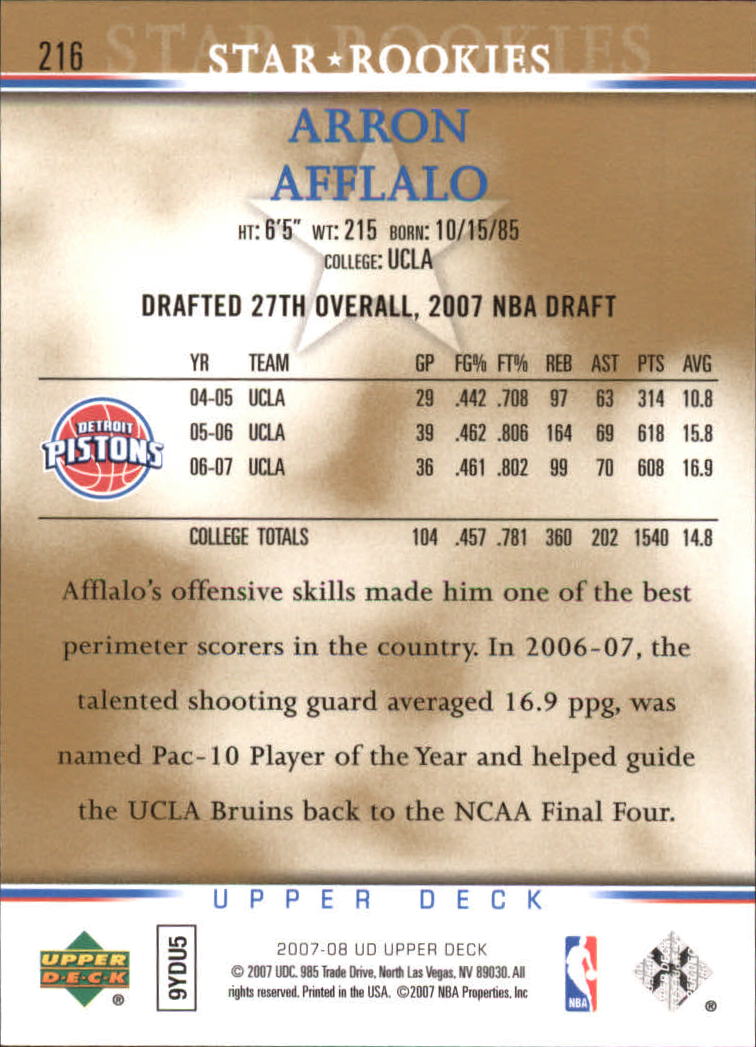 216
STAR ★ ROOKIES
ARRON
AFFLALO
HT: 6'5" WT: 215 BORN: 10/15/85
COLLEGE: UCLA
DRAFTED 27TH OVERALL, 2007 NBA DRAFT
YR TEAM GP FG% FT% REB AST PTS AVG
04-05 UCLA 29 .442 .708 97 63 314 10.8
05-06 UCLA 39 .462 .806 164 69 618 15.8
06-07 UCLA 36 .461 .802 99 70 608 16.9
DETROIT
PISTONS
COLLEGE TOTALS 104 .457 .781 360 202 1540 14.8
Afflalo's offensive skills made him one of the best
perimeter scorers in the country. In 2006-07, the
talented shooting guard averaged 16.9 ppg, was
named Pac-10 Player of the Year and helped guide
the UCLA Bruins back to the NCAA Final Four.
UPPER DECK
UPPER
D·E·C·K
®
9YDU5
2007-08 UD UPPER DECK
© 2007 UDC. 985 Trade Drive, North Las Vegas, NV 89030. All
rights reserved. Printed in the USA. ©2007 NBA Properties, Inc
NBA
®